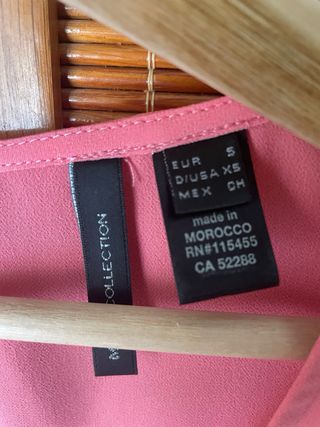 EUR S
D/USA XS
MEX CH
made in
MOROCCO
RN#115455
CA 52288
COLLECTION